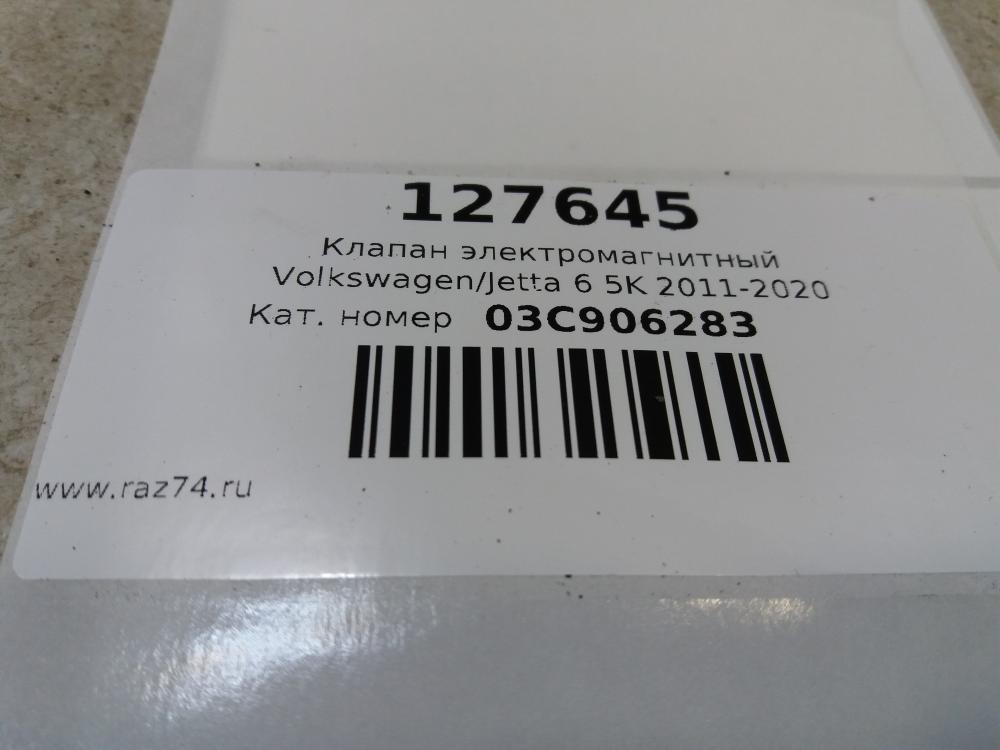 127645
Клапан электромагнитный
Volkswagen/Jetta 6 5K 2011-2020
Кат. номер 03C906283
www.raz74.ru